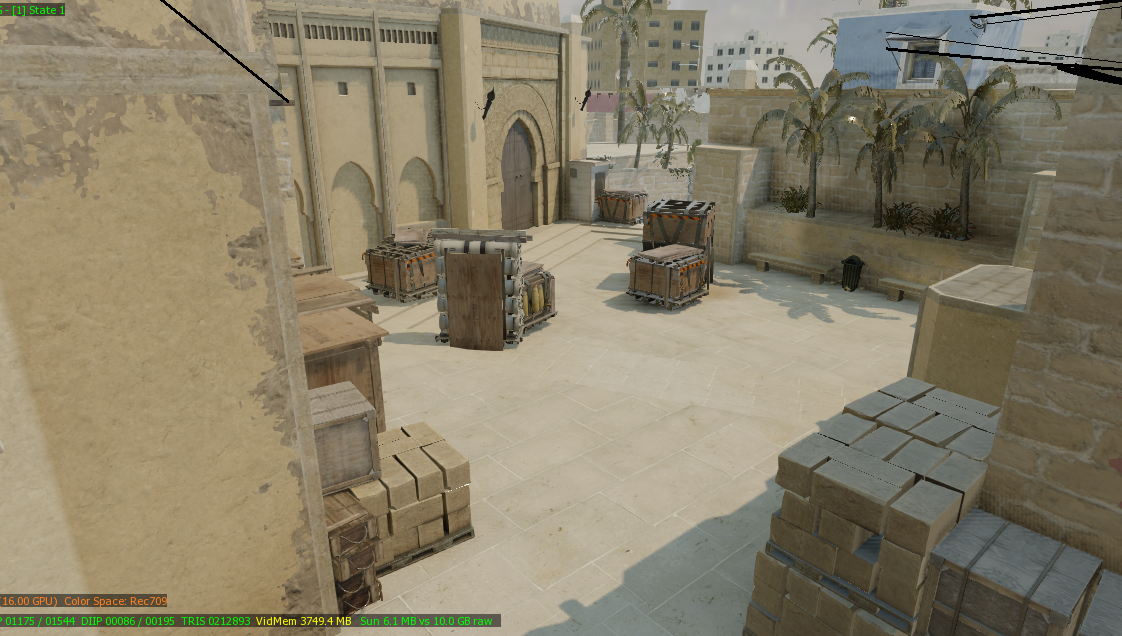 - [1] State 1
(16.00 GPU) Color Space: Rec709
P 01175 / 01544 DIIP 00086 / 00195 TRIS 0212893 VidMem 3749.4 MB Sun 6.1 MB vs 10.0 GB raw